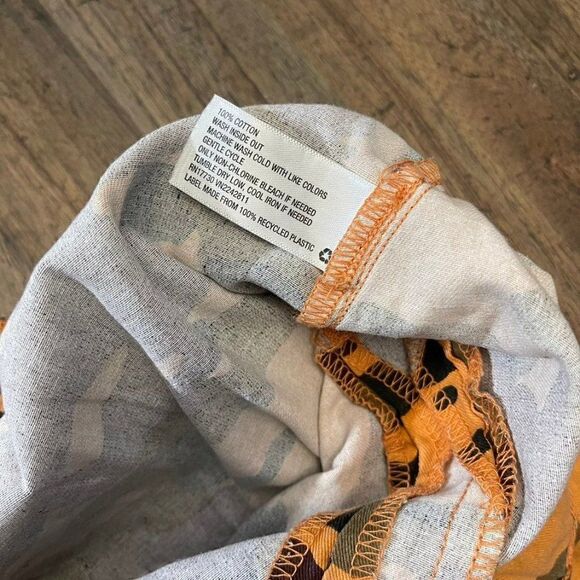 100% COTTON
WASH INSIDE OUT
MACHINE WASH COLD WITH LIKE COLORS
GENTLE CYCLE
ONLY NON-CHLORINE BLEACH IF NEEDED
TUMBLE DRY LOW, COOL IRON IF NEEDED
RN17730 VN2242811
LABEL MADE FROM 100% RECYCLED PLASTIC